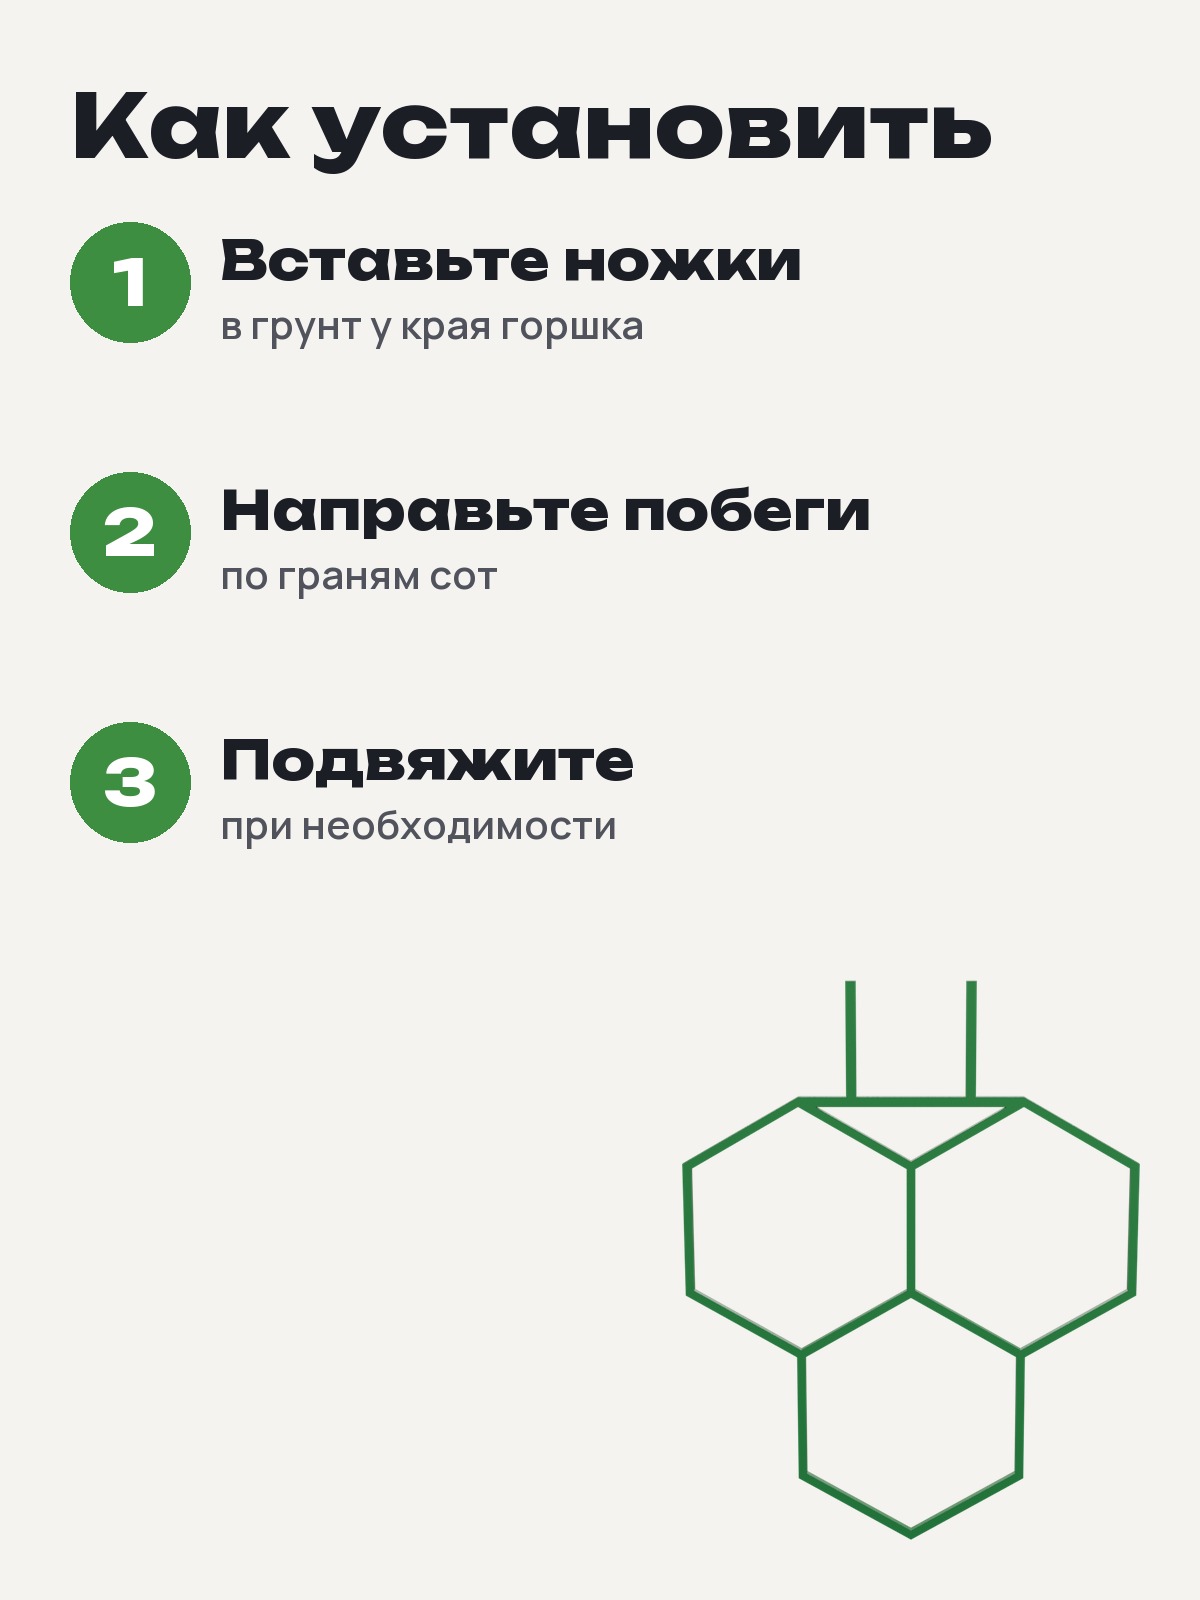 Как установить
1
Вставьте ножки
в грунт у края горшка
2
Направьте побеги
по граням сот
3
Подвяжите
при необходимости